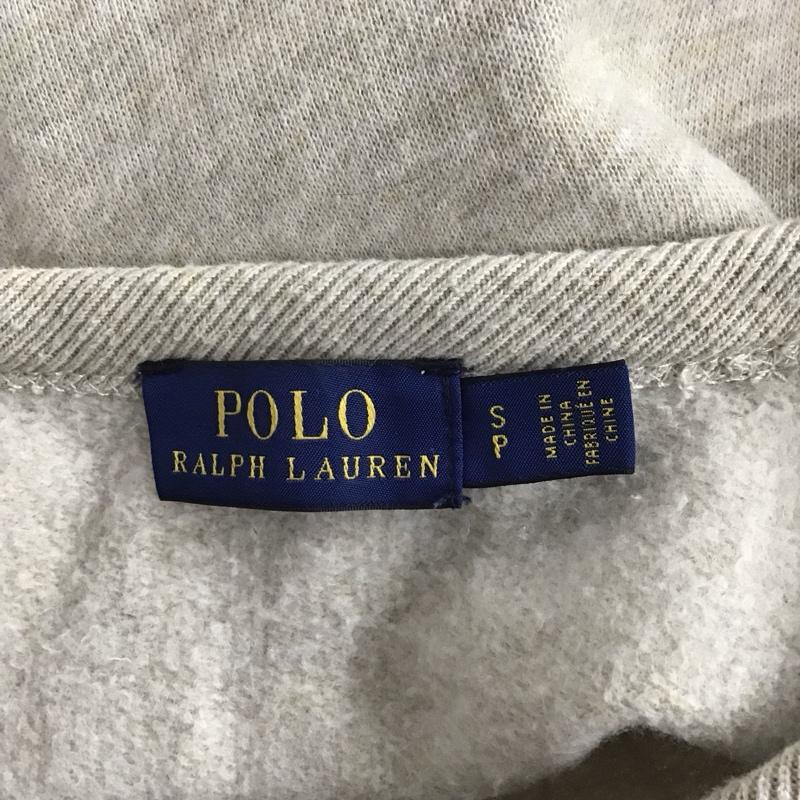 POLO
RALPH LAUREN
S
P
MADE IN
CHINA
FABRIQUÉ EN
CHINE